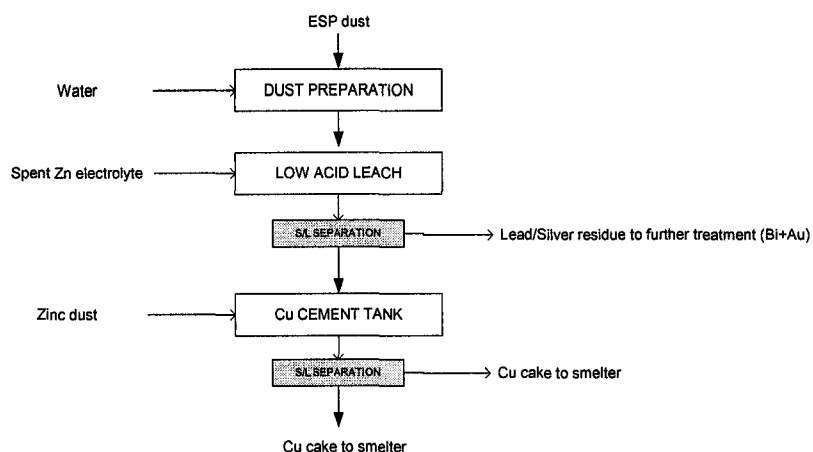 ESP dust
Water
DUST PREPARATION
Spent Zn electrolyte
LOW ACID LEACH
S/L SEPARATION
Lead/Silver residue to further treatment (Bi+Au)
Zinc dust
Cu CEMENT TANK
S/L SEPARATION
Cu cake to smelter
Cu cake to smelter